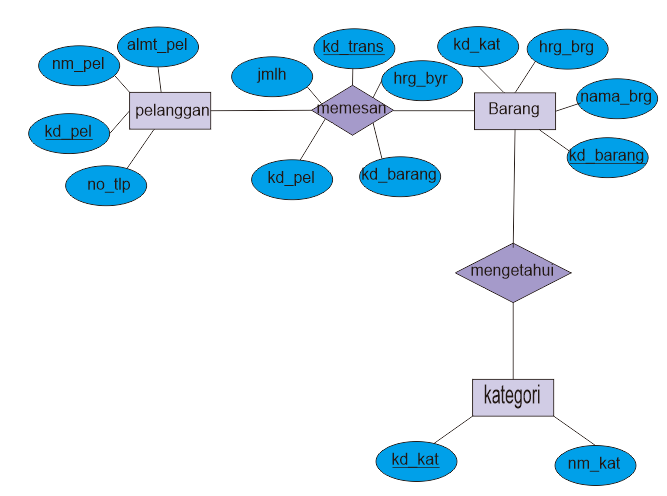 almt_pel
nm_pel
kd_pel
no_tlp
pelanggan
jmlh
kd_trans
hrg_byr
memesan
kd_pel
kd_barang
kd_kat
hrg_brg
nama_brg
kd_barang
Barang
mengetahui
kategori
kd_kat
nm_kat